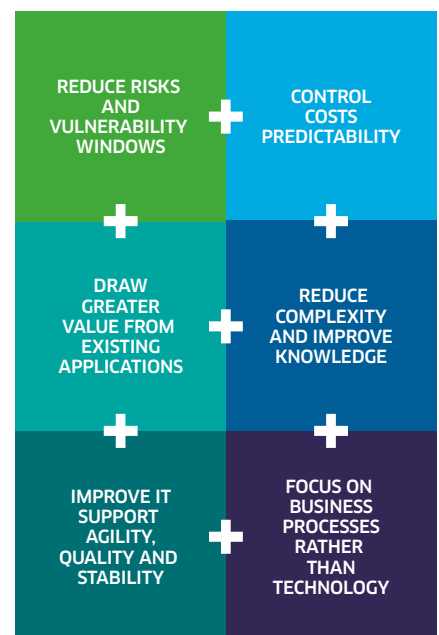 REDUCE RISKS
AND
VULNERABILITY
WINDOWS
CONTROL
COSTS
PREDICTABILITY
DRAW
GREATER
VALUE FROM
EXISTING
APPLICATIONS
REDUCE
COMPLEXITY
AND IMPROVE
KNOWLEDGE
IMPROVE IT
SUPPORT
AGILITY,
QUALITY AND
STABILITY
FOCUS ON
BUSINESS
PROCESSES
RATHER
THAN
TECHNOLOGY